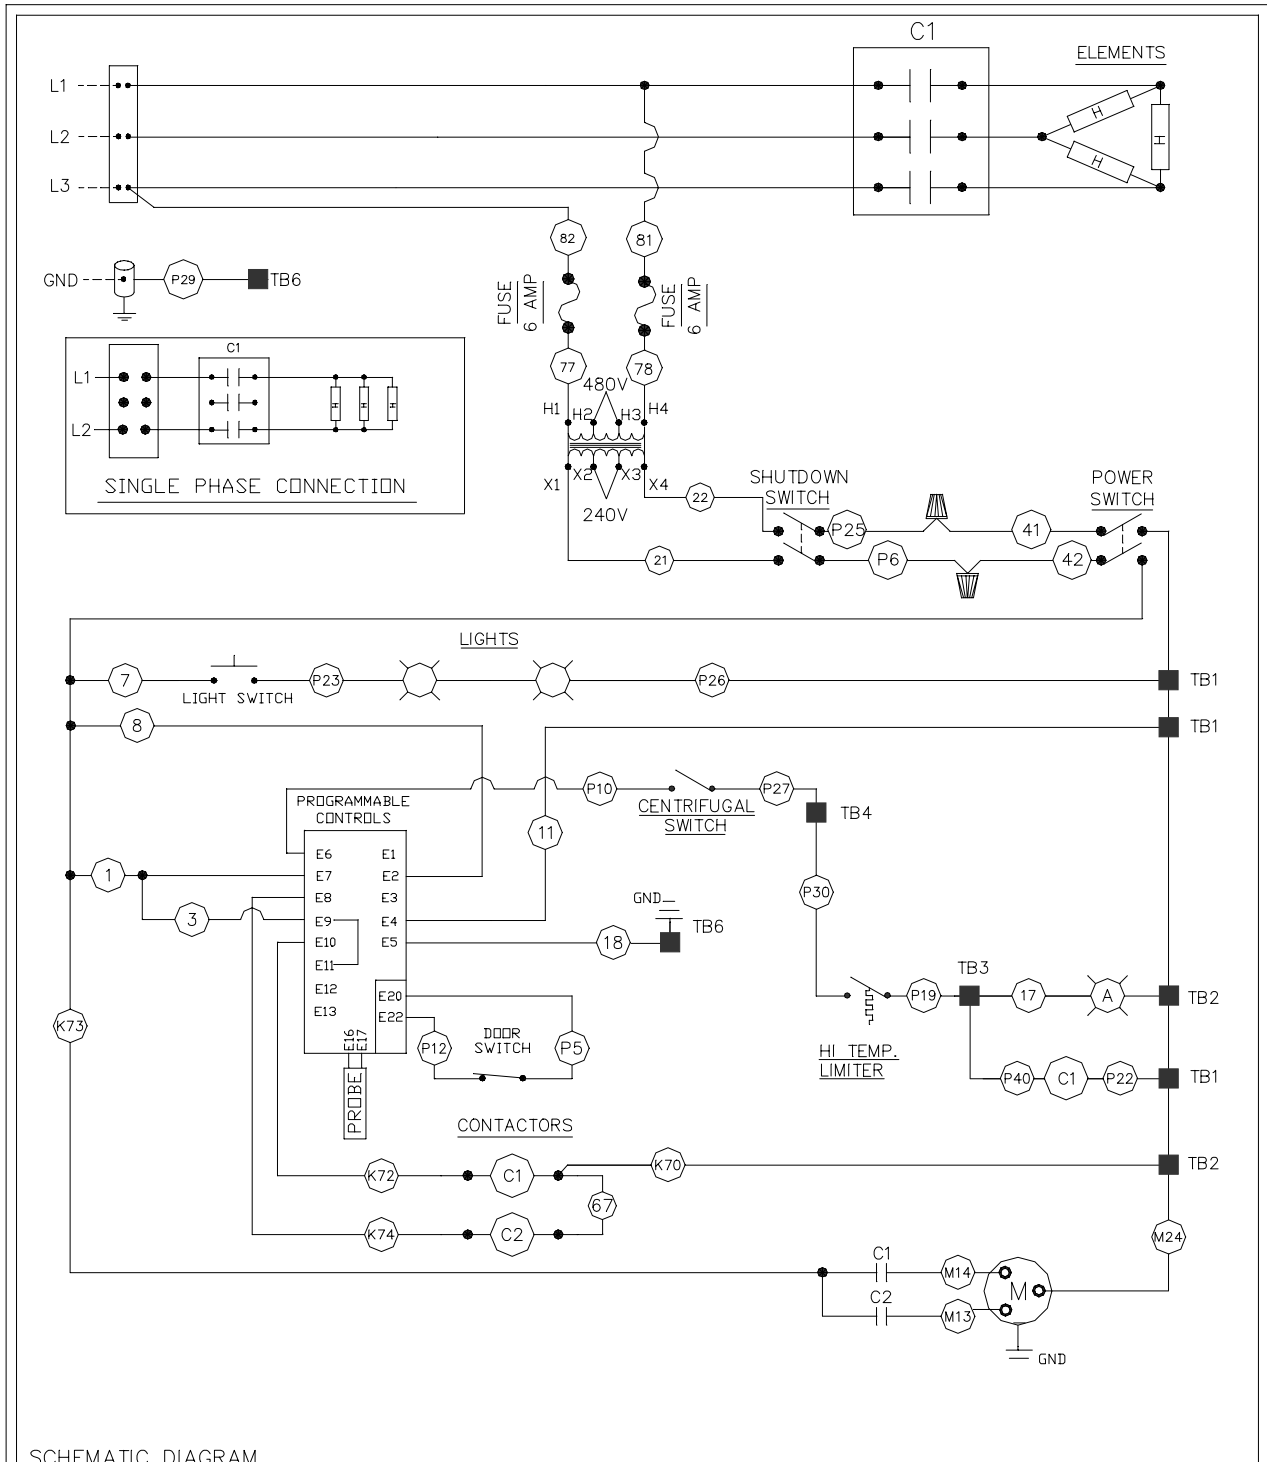 C1
ELEMENTS
L1
L2
L3
H
H
H
82
81
GND
P29
TB6
FUSE
6 AMP
FUSE
6 AMP
77
78
480V
H1
H2
H3
H4
X1
X2
X3
X4
240V
C1
L1
L2
H
H
H
SINGLE PHASE CONNECTION
22
21
SHUTDOWN
SWITCH
POWER
SWITCH
P25
41
P6
42
LIGHTS
7
LIGHT SWITCH
P23
P26
TB1
8
TB1
PROGRAMMABLE
CONTROLS
P10
CENTRIFUGAL
SWITCH
P27
TB4
11
E6
E1
1
E7
E2
E8
E3
3
E9
E4
E10
E5
E11
E12
E13
E20
E22
E16
E17
PROBE
P30
GND
TB6
18
TB3
P19
17
A
TB2
K73
P12
DOOR
SWITCH
P5
HI TEMP.
LIMITER
P40
C1
P22
TB1
CONTACTORS
K72
C1
K70
TB2
67
K74
C2
M24
C1
M14
M
C2
M13
GND
SCHEMATIC DIAGRAM